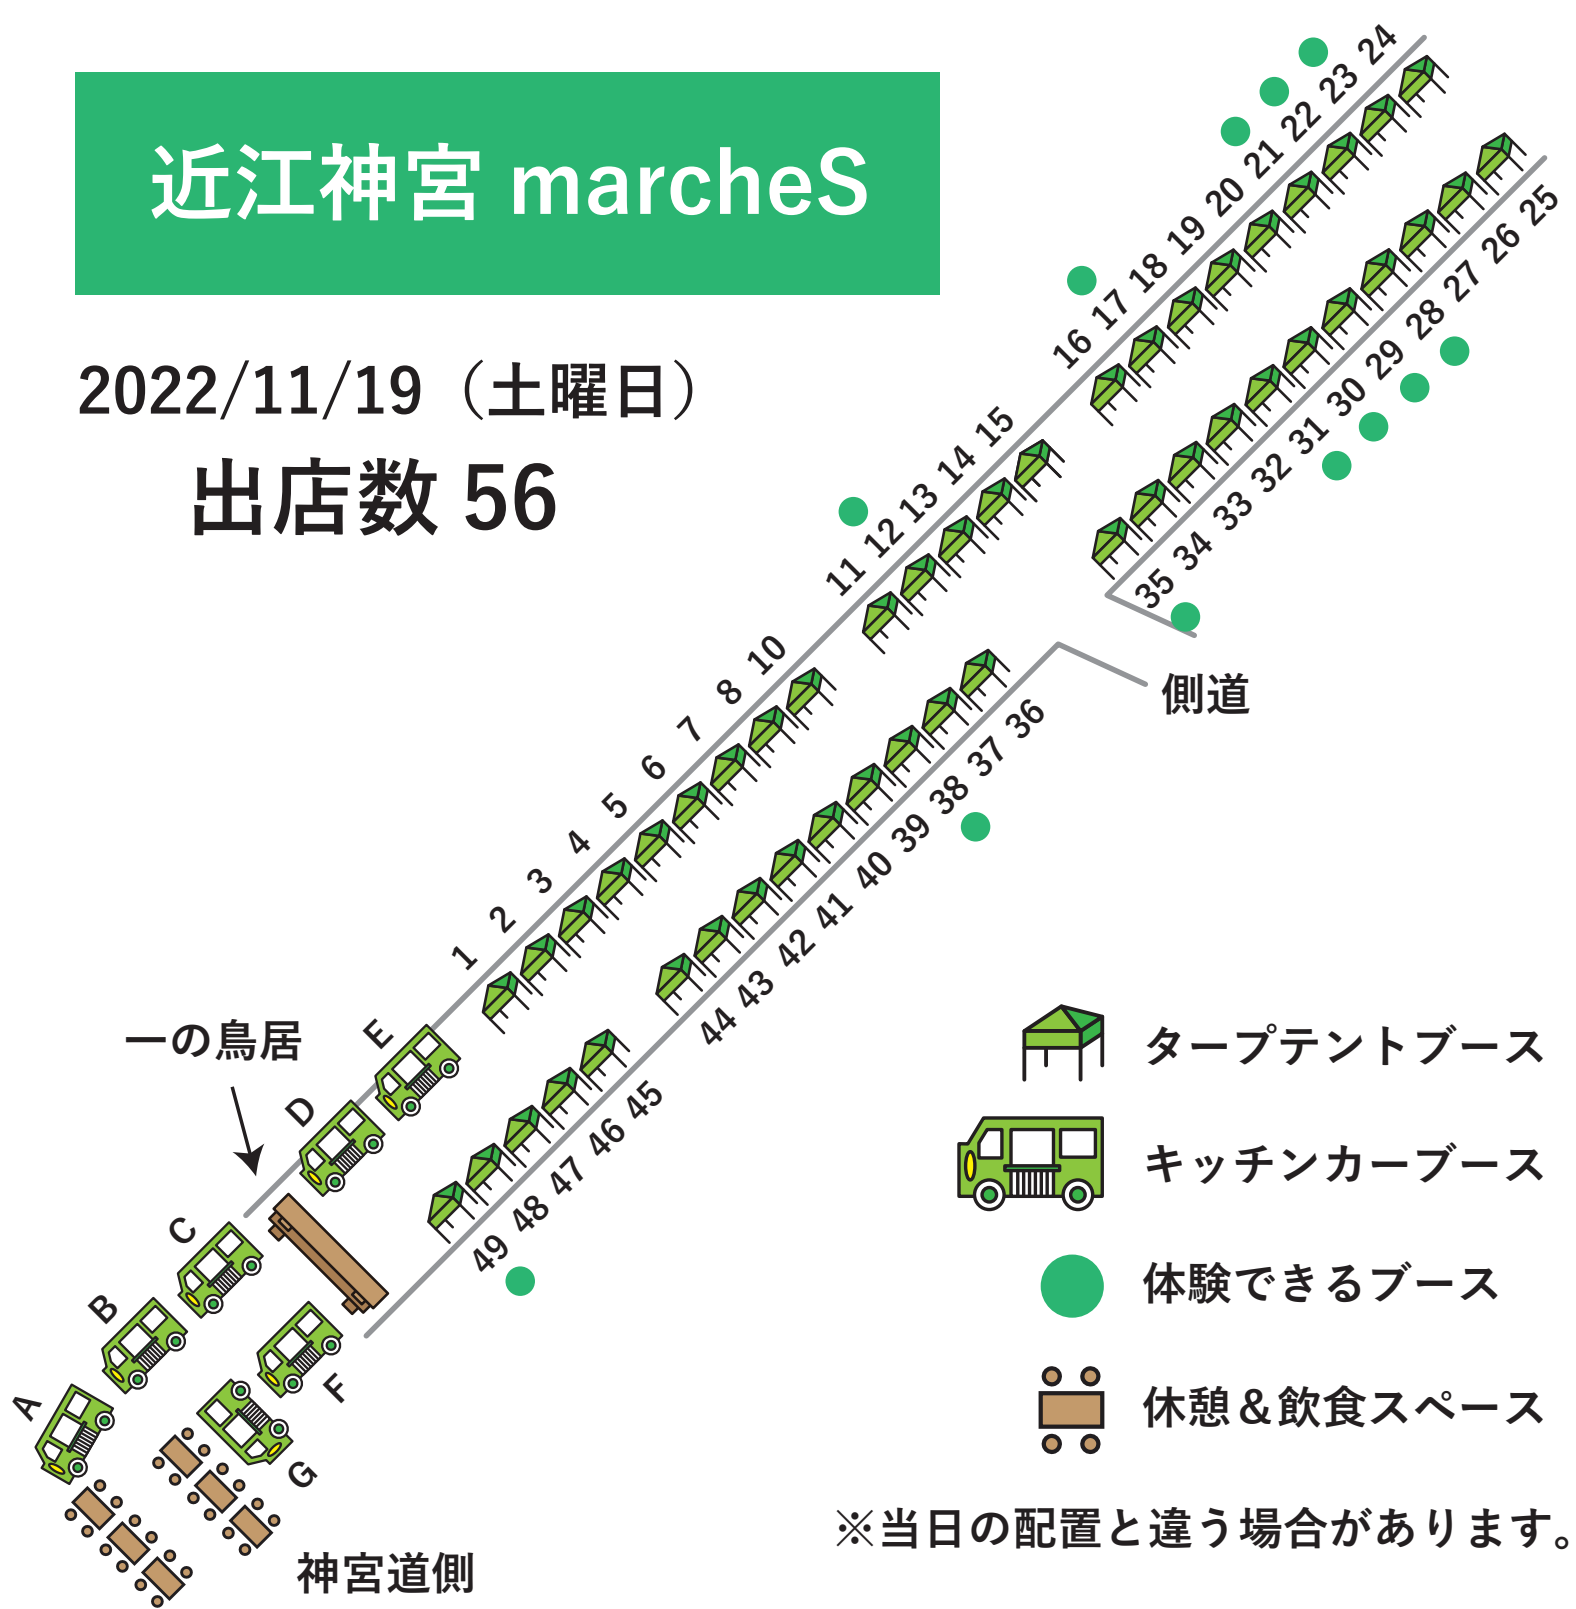 近江神宮 marcheS
2022/11/19（土曜日）
出店数 56
1 2 3 4 5 6 7 8 10
11 12 13 14 15
16 17 18 19 20 21 22 23 24
25 26 27 28 29 30 31 32 33 34 35
側道
36 37 38 39 40 41 42 43 44
45 46 47 48 49
一の鳥居
A B C D E
F G
神宮道側
タープテントブース
キッチンカーブース
体験できるブース
休憩＆飲食スペース
※当日の配置と違う場合があります。